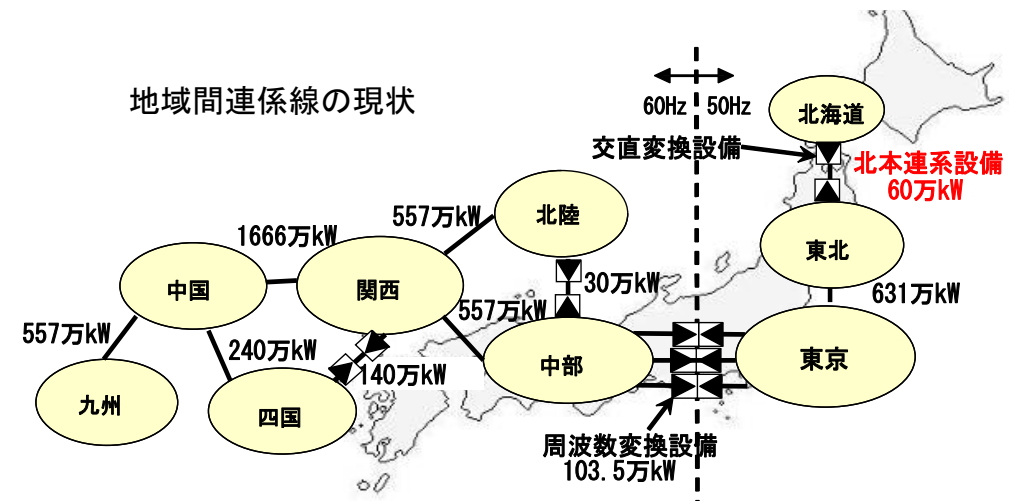 地域間連係線の現状
60Hz
50Hz
北海道
交直変換設備
北本連系設備
60万kW
557万kW
北陸
東北
1666万kW
中国
関西
30万kW
631万kW
557万kW
557万kW
240万kW
140万kW
中部
東京
九州
四国
周波数変換設備
103.5万kW